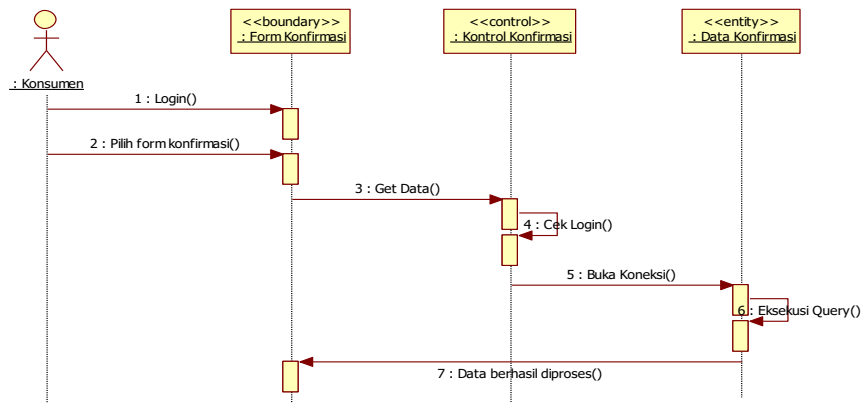 <<boundary>>
: Form Konfirmasi
<<control>>
: Kontrol Konfirmasi
<<entity>>
: Data Konfirmasi
: Konsumen
1 : Login()
2 : Pilih form konfirmasi()
3 : Get Data()
4 : Cek Login()
5 : Buka Koneksi()
6 : Eksekusi Query()
7 : Data berhasil diproses()